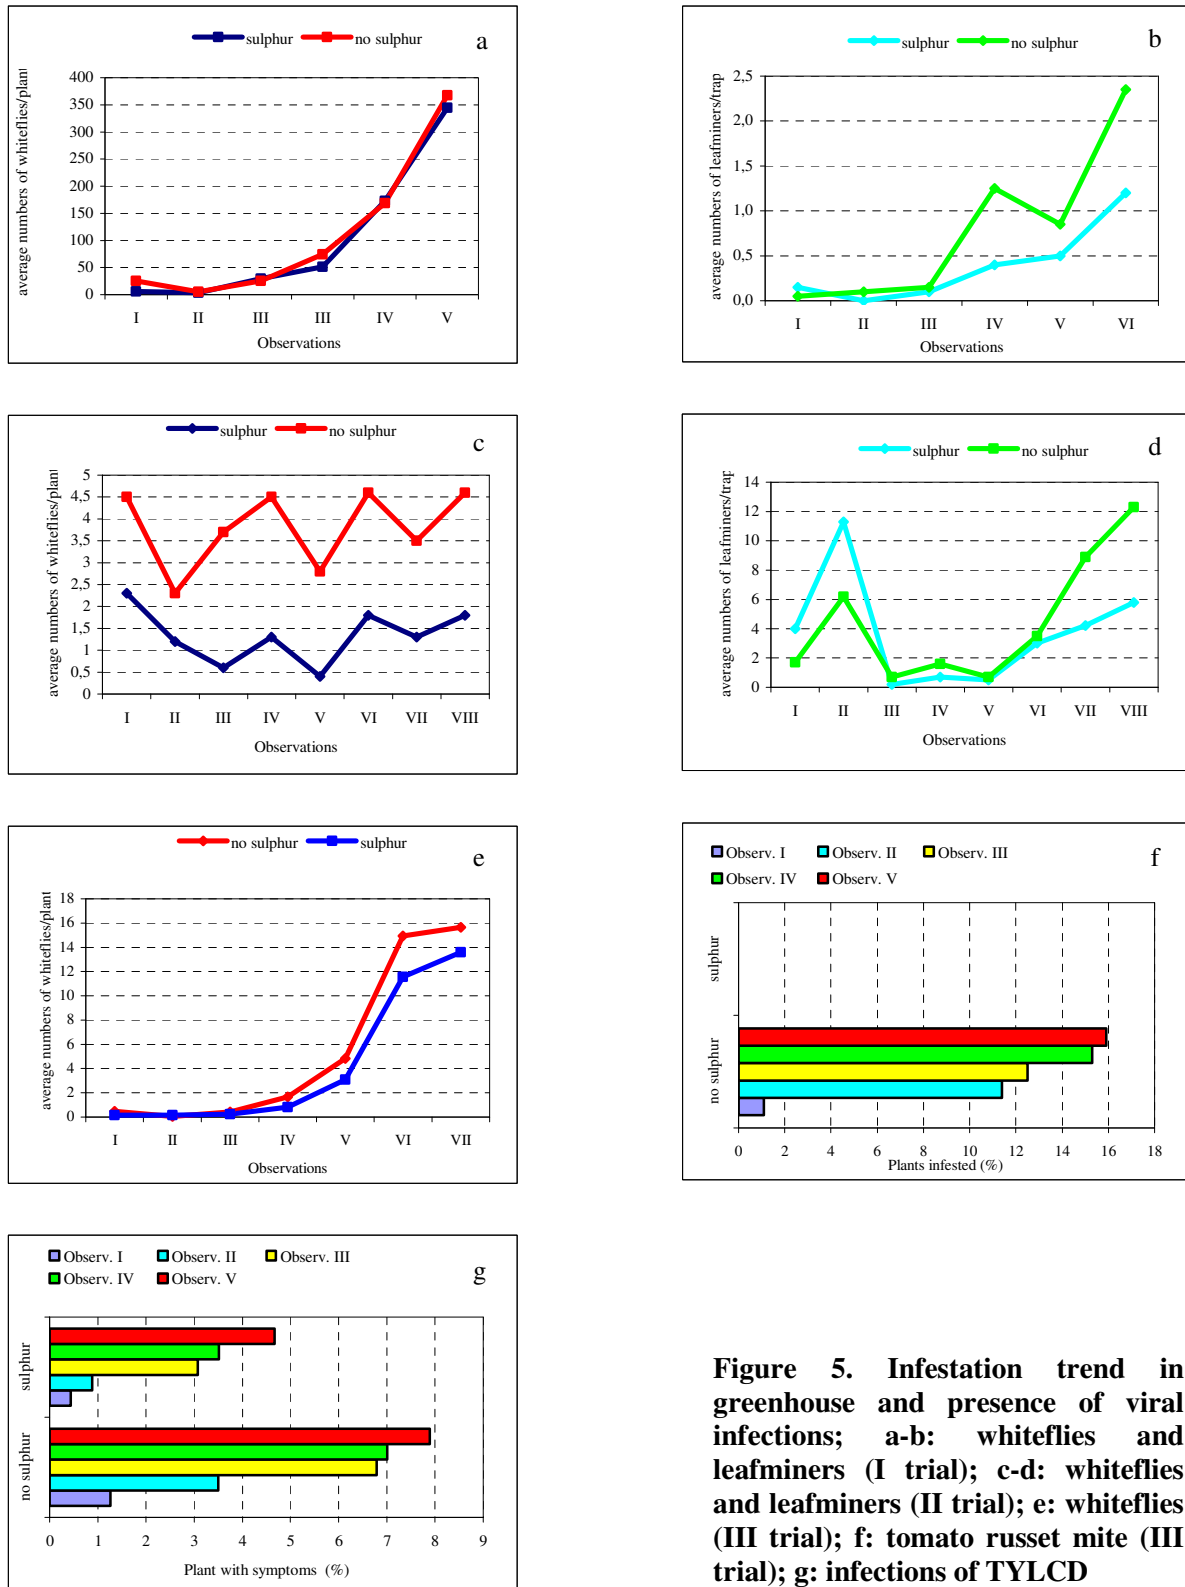 sulphur no sulphur a
average numbers of whiteflies/plant
400
350
300
250
200
150
100
50
0
I II III III IV V
Observations
sulphur no sulphur b
average numbers of leafminers/trap
2,5
2,0
1,5
1,0
0,5
0,0
I II III IV V VI
Observations
sulphur no sulphur c
average numbers of whiteflies/plant
5
4,5
4
3,5
3
2,5
2
1,5
1
0,5
0
I II III IV V VI VII VIII
Observations
sulphur no sulphur d
average numbers of leafminers/trap
14
12
10
8
6
4
2
0
I II III IV V VI VII VIII
Observations
no sulphur sulphur e
average numbers of whiteflies/plant
18
16
14
12
10
8
6
4
2
0
I II III IV V VI VII
Observations
Observ. I Observ. II Observ. III f
Observ. IV Observ. V
sulphur
no sulphur
0 2 4 6 8 10 12 14 16 18
Plants infested (%)
Observ. I Observ. II Observ. III g
Observ. IV Observ. V
sulphur
no sulphur
0 1 2 3 4 5 6 7 8 9
Plant with symptoms (%)
Figure 5. Infestation trend in
greenhouse and presence of viral
infections; a-b: whiteflies and
leafminers (I trial); c-d: whiteflies
and leafminers (II trial); e: whiteflies
(III trial); f: tomato russet mite (III
trial); g: infections of TYLCD